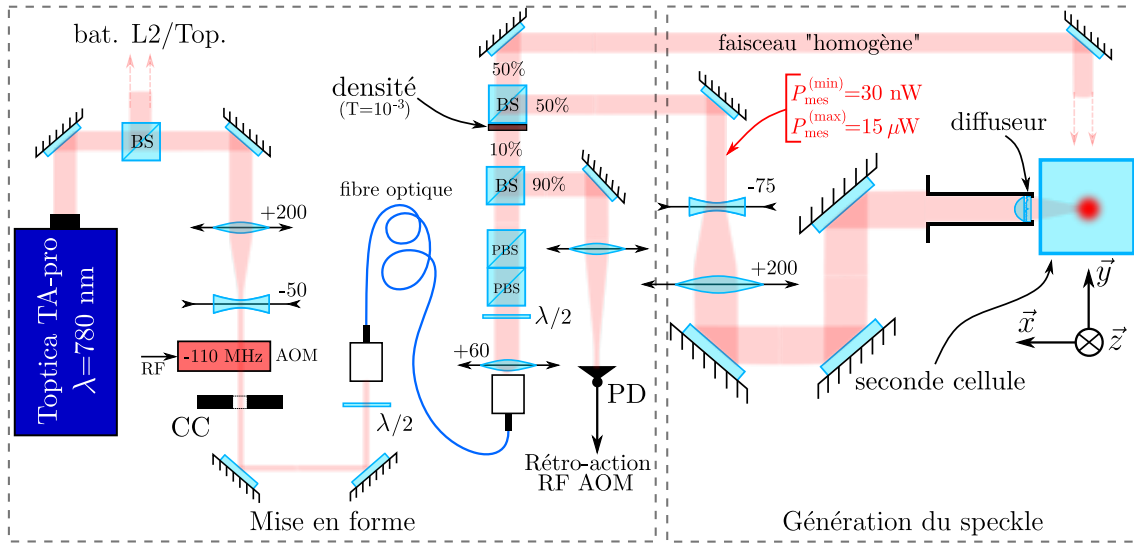 bat. L2/Top.
BS
+200
-50
-110 MHz
AOM
RF
CC
Toptica TA-pro
λ=780 nm
fibre optique
λ/2
densité
(T=10⁻³)
50%
BS
50%
10%
BS
90%
PBS
PBS
λ/2
+60
PD
Rétro-action
RF AOM
Mise en forme
faisceau "homogène"
P_mes^(min)=30 nW
P_mes^(max)=15 μW
-75
+200
diffuseur
seconde cellule
y⃗
x⃗
z⃗
Génération du speckle